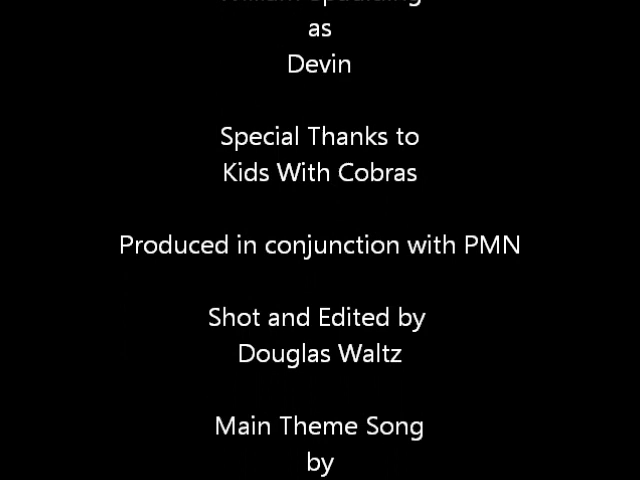 as
Devin
Special Thanks to
Kids With Cobras
Produced in conjunction with PMN
Shot and Edited by
Douglas Waltz
Main Theme Song
by